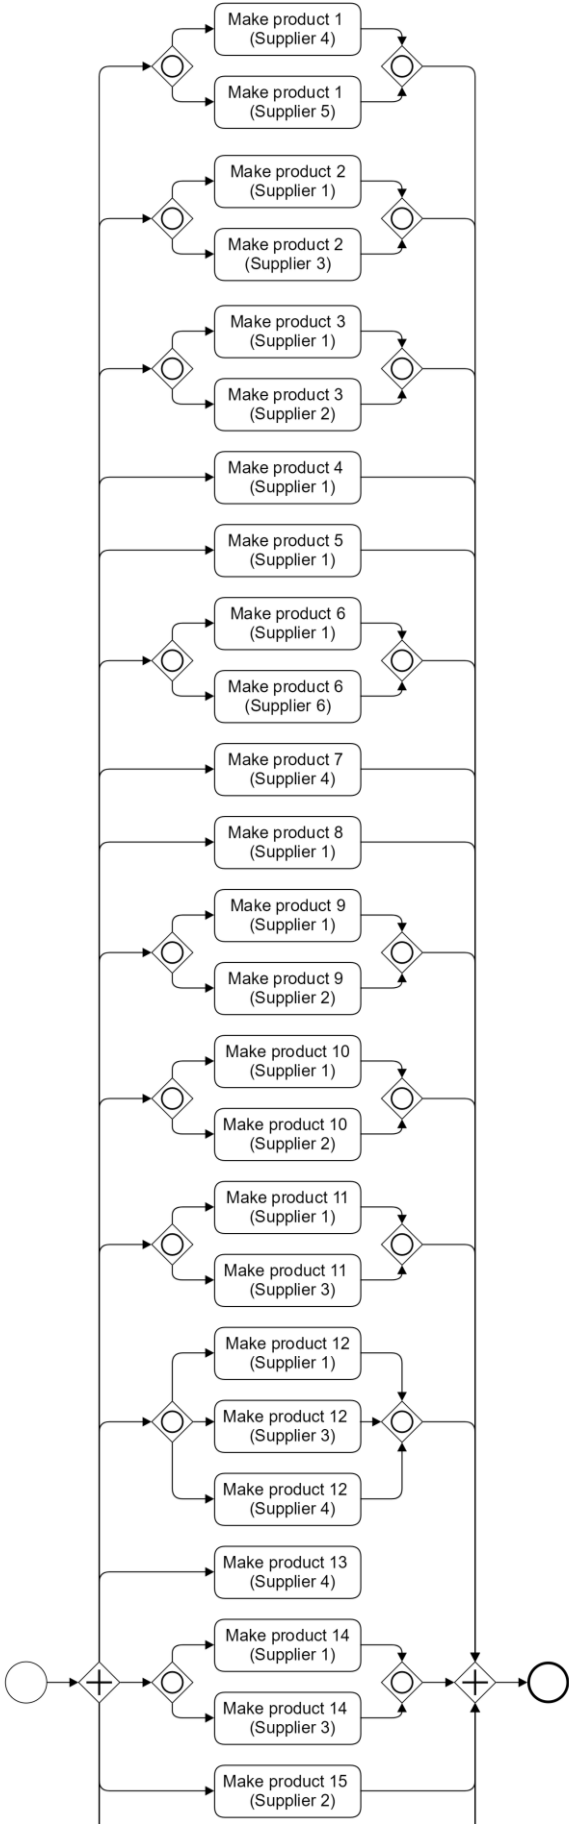 Make product 1
(Supplier 4)
Make product 1
(Supplier 5)
Make product 2
(Supplier 1)
Make product 2
(Supplier 3)
Make product 3
(Supplier 1)
Make product 3
(Supplier 2)
Make product 4
(Supplier 1)
Make product 5
(Supplier 1)
Make product 6
(Supplier 1)
Make product 6
(Supplier 6)
Make product 7
(Supplier 4)
Make product 8
(Supplier 1)
Make product 9
(Supplier 1)
Make product 9
(Supplier 2)
Make product 10
(Supplier 1)
Make product 10
(Supplier 2)
Make product 11
(Supplier 1)
Make product 11
(Supplier 3)
Make product 12
(Supplier 1)
Make product 12
(Supplier 3)
Make product 12
(Supplier 4)
Make product 13
(Supplier 4)
Make product 14
(Supplier 1)
Make product 14
(Supplier 3)
Make product 15
(Supplier 2)